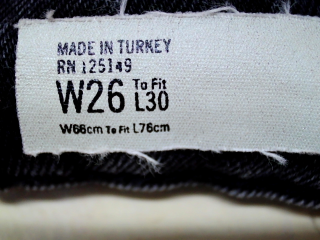 MADE IN TURKEY
RN 125149
W26 To Fit L30
W66cm To Fit L76cm